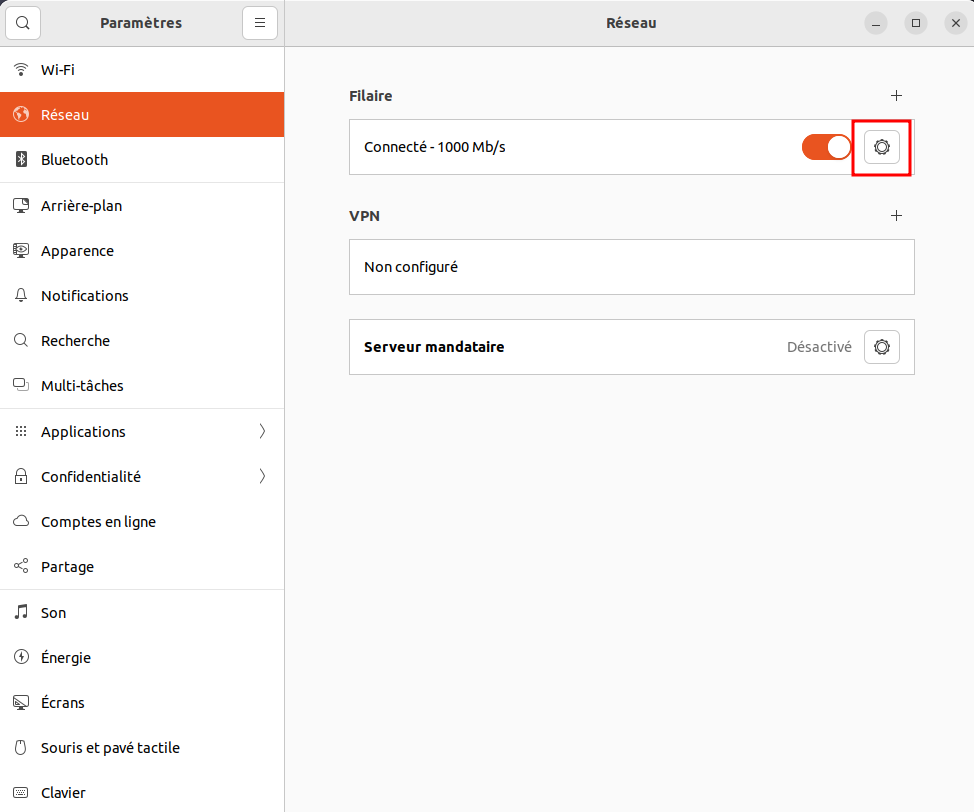 Paramètres
Réseau
Wi-Fi
Réseau
Bluetooth
Arrière-plan
Apparence
Notifications
Recherche
Multi-tâches
Applications
Confidentialité
Comptes en ligne
Partage
Son
Énergie
Écrans
Souris et pavé tactile
Clavier
Filaire
Connecté - 1000 Mb/s
VPN
Non configuré
Serveur mandataire Désactivé